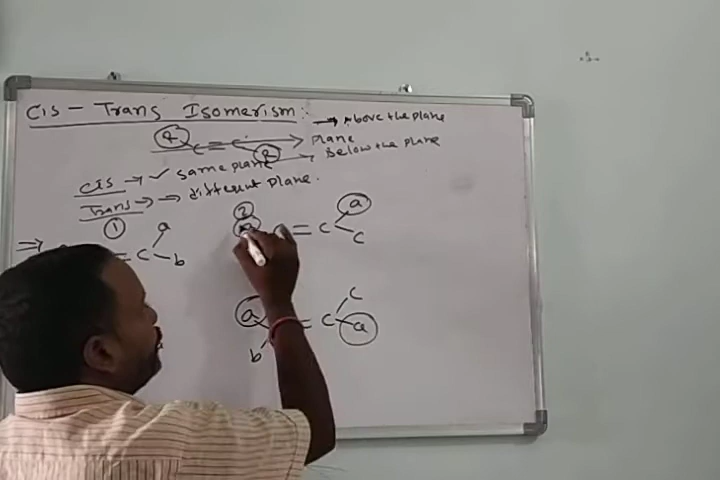 Cis - Trans Isomerism: → Above the plane
a C = C → Plane
a → Below the plane
Cis → ✓ same plane
Trans → → different plane.
① ②
⇒ = C a b
a = C a c
a b = C c a